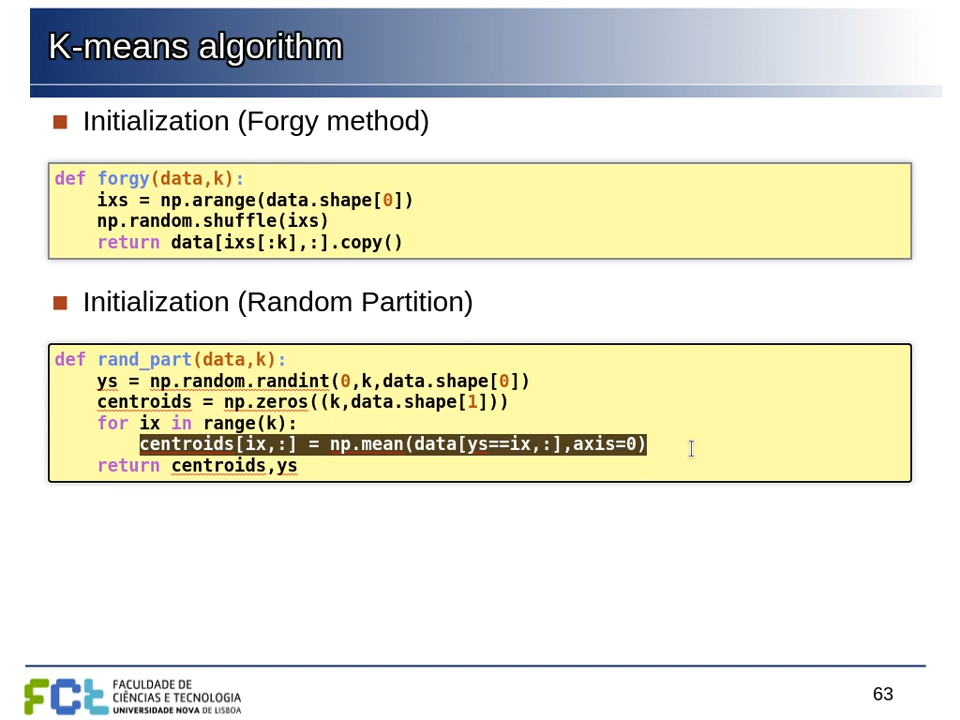 K-means algorithm
Initialization (Forgy method)
def forgy(data,k):
    ixs = np.arange(data.shape[0])
    np.random.shuffle(ixs)
    return data[ixs[:k],:].copy()
Initialization (Random Partition)
def rand_part(data,k):
    ys = np.random.randint(0,k,data.shape[0])
    centroids = np.zeros((k,data.shape[1]))
    for ix in range(k):
        centroids[ix,:] = np.mean(data[ys==ix,:],axis=0)
    return centroids,ys
FCt
FACULDADE DE
CIÊNCIAS E TECNOLOGIA
UNIVERSIDADE NOVA DE LISBOA
63